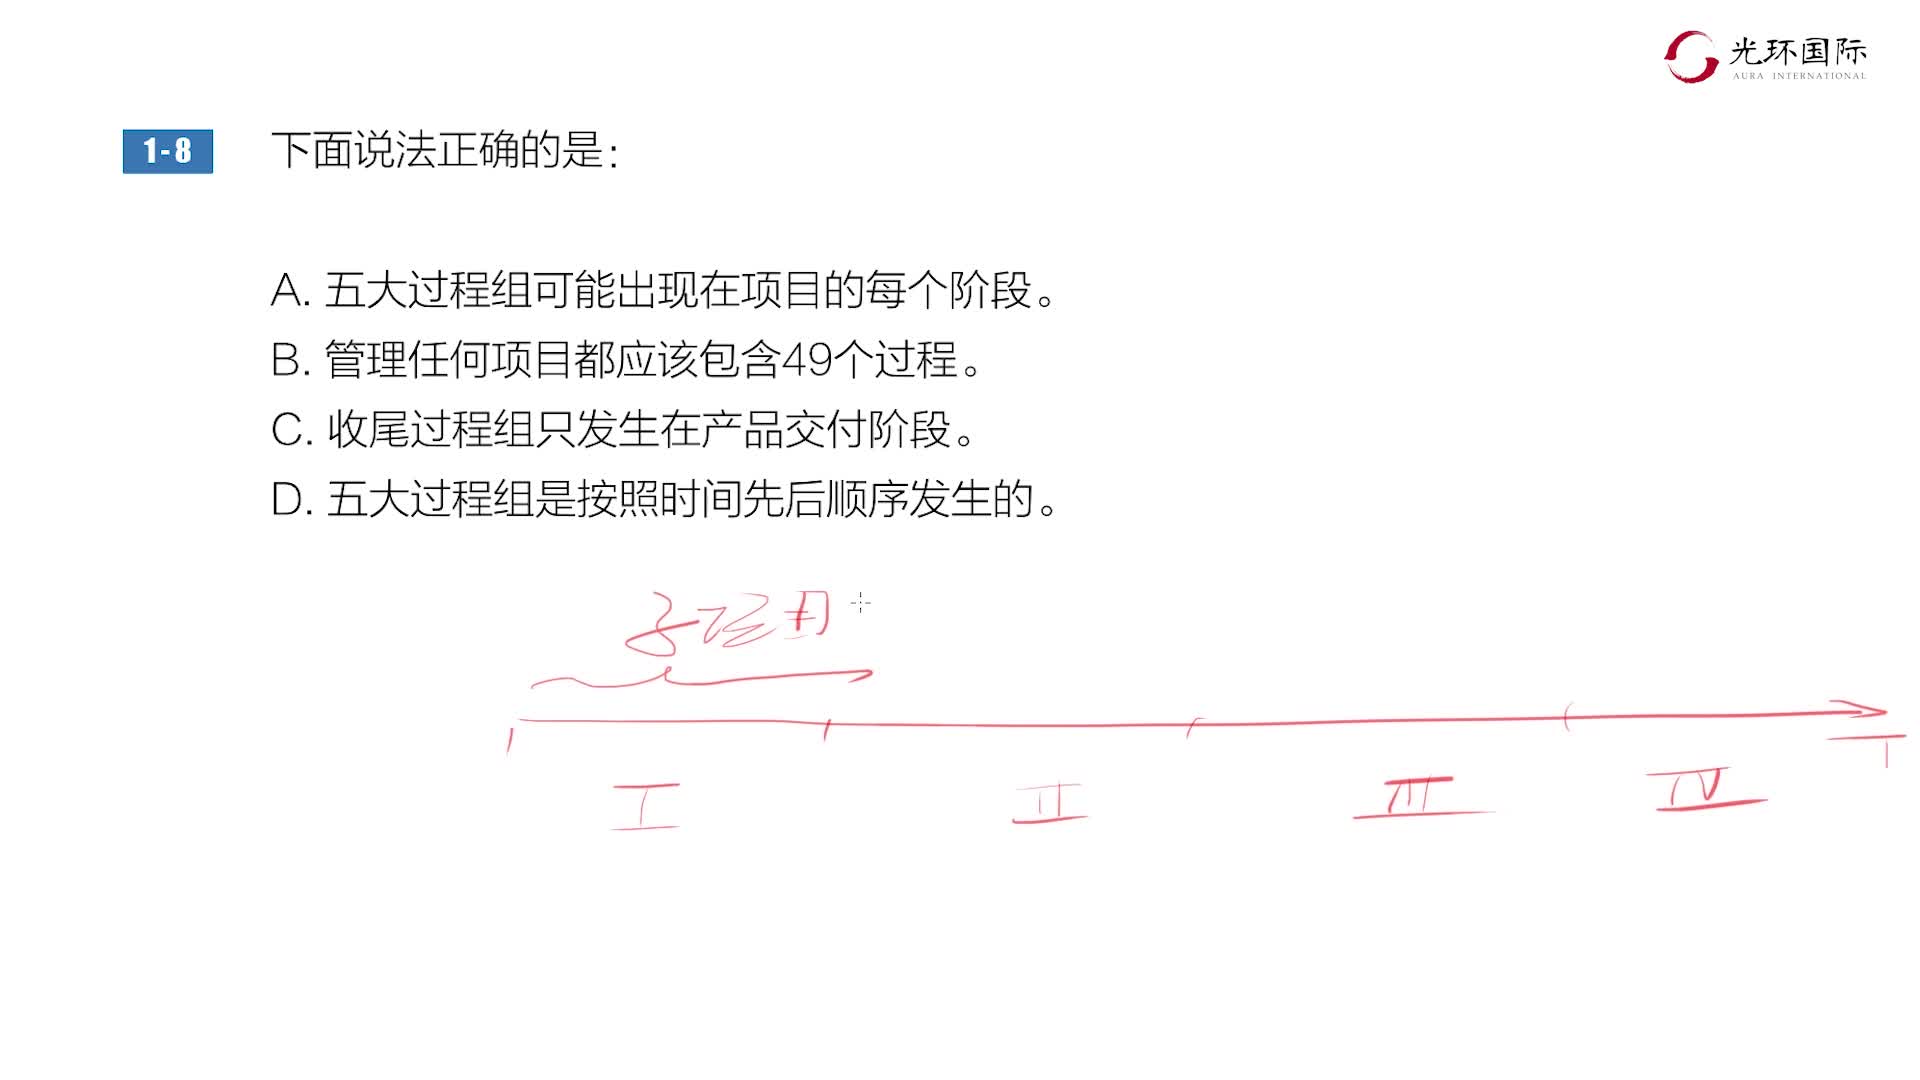 光环国际
AURA INTERNATIONAL
1-8
下面说法正确的是：
A. 五大过程组可能出现在项目的每个阶段。
B. 管理任何项目都应该包含49个过程。
C. 收尾过程组只发生在产品交付阶段。
D. 五大过程组是按照时间先后顺序发生的。
子项目
T
I II III IV